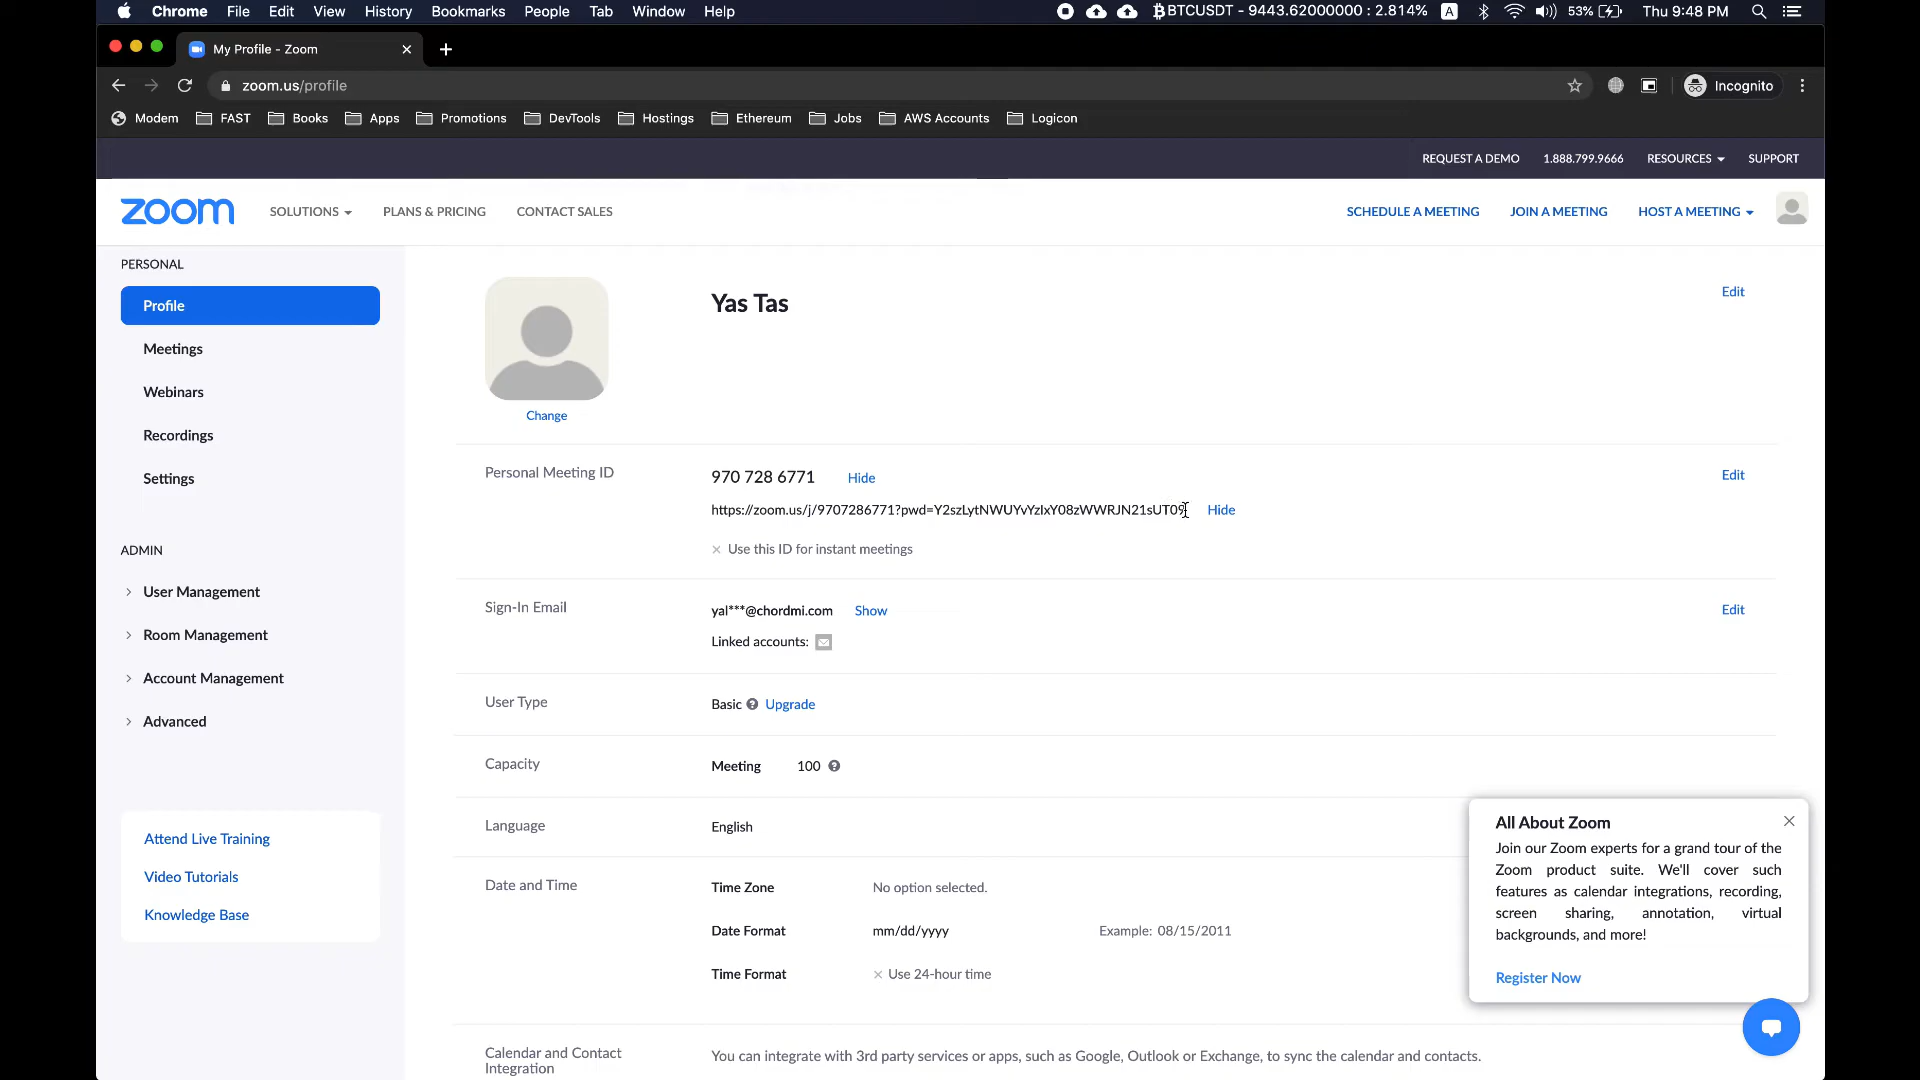 Chrome File Edit View History Bookmarks People Tab Window Help
BTCUSDT - 9443.62000000 : 2.814% A 53% Thu 9:48 PM
My Profile - Zoom
zoom.us/profile
Incognito
Modem FAST Books Apps Promotions DevTools Hostings Ethereum Jobs AWS Accounts Logicon
REQUEST A DEMO 1.888.799.9666 RESOURCES SUPPORT
zoom SOLUTIONS PLANS & PRICING CONTACT SALES SCHEDULE A MEETING JOIN A MEETING HOST A MEETING
PERSONAL
Profile
Meetings
Webinars
Recordings
Settings
ADMIN
User Management
Room Management
Account Management
Advanced
Attend Live Training
Video Tutorials
Knowledge Base
Yas Tas Edit
Change
Personal Meeting ID 970 728 6771 Hide Edit
https://zoom.us/j/9707286771?pwd=Y2szLytNWUYvYzIxY08zWWRJN21sUT09 Hide
Use this ID for instant meetings
Sign-In Email yal***@chordmi.com Show Edit
Linked accounts:
User Type Basic Upgrade
Capacity Meeting 100
Language English
Date and Time Time Zone No option selected.
Date Format mm/dd/yyyy Example: 08/15/2011
Time Format Use 24-hour time
Calendar and Contact
Integration
You can integrate with 3rd party services or apps, such as Google, Outlook or Exchange, to sync the calendar and contacts.
All About Zoom
Join our Zoom experts for a grand tour of the
Zoom product suite. We'll cover such
features as calendar integrations, recording,
screen sharing, annotation, virtual
backgrounds, and more!
Register Now